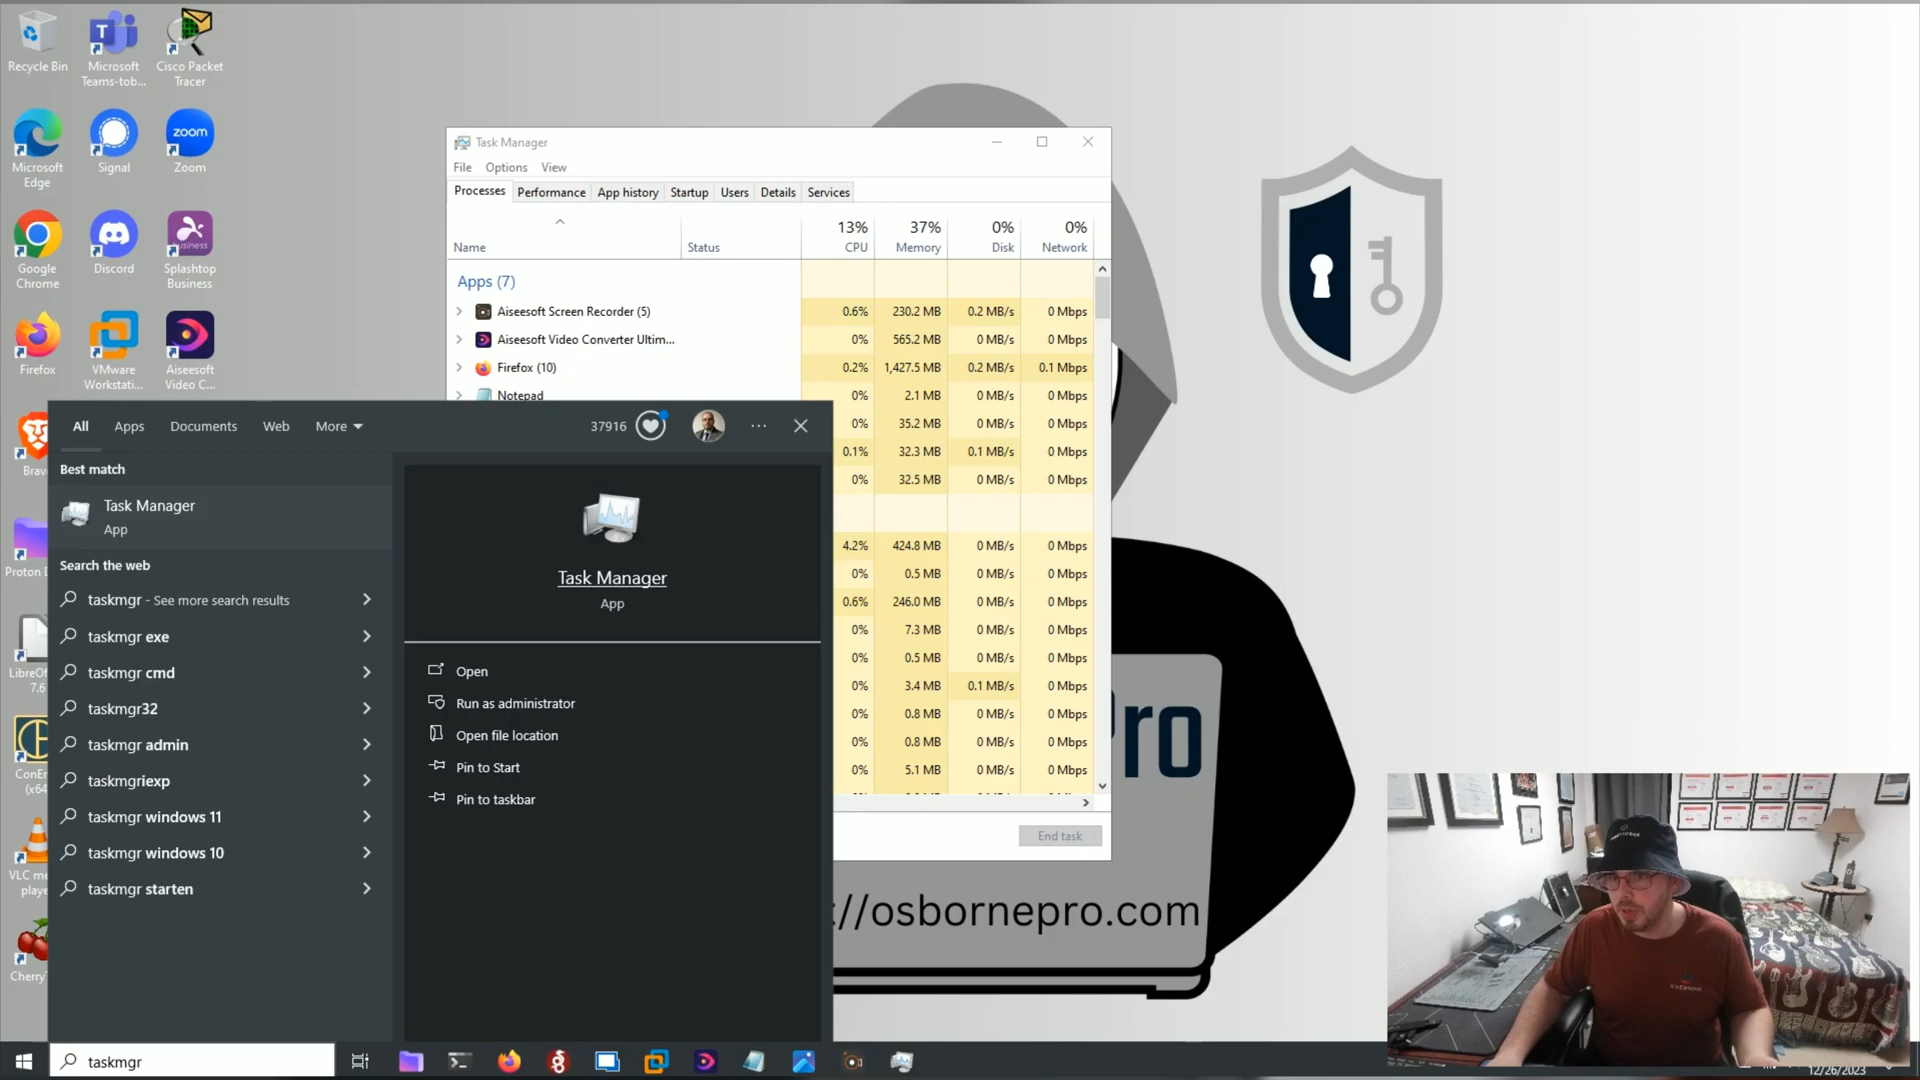 Recycle Bin
Microsoft
Teams-tob...
Cisco Packet
Tracer
Microsoft
Edge
Signal
zoom
Zoom
Google
Chrome
Discord
business
Splashtop
Business
Firefox
VMware
Workstati...
Aiseesoft
Video C...
Brav
Proton D
LibreOf
7.6
ConE
(x64
VLC me
playe
Cherry
Task Manager
File Options View
Processes Performance App history Startup Users Details Services
13% 37% 0% 0%
Name Status CPU Memory Disk Network
Apps (7)
Aiseesoft Screen Recorder (5) 0.6% 230.2 MB 0.2 MB/s 0 Mbps
Aiseesoft Video Converter Ultim... 0% 565.2 MB 0 MB/s 0 Mbps
Firefox (10) 0.2% 1,427.5 MB 0.2 MB/s 0.1 Mbps
Notepad 0% 2.1 MB 0 MB/s 0 Mbps
0% 35.2 MB 0 MB/s 0 Mbps
0.1% 32.3 MB 0.1 MB/s 0 Mbps
0% 32.5 MB 0 MB/s 0 Mbps
4.2% 424.8 MB 0 MB/s 0 Mbps
0% 0.5 MB 0 MB/s 0 Mbps
0.6% 246.0 MB 0 MB/s 0 Mbps
0% 7.3 MB 0 MB/s 0 Mbps
0% 0.5 MB 0 MB/s 0 Mbps
0% 3.4 MB 0.1 MB/s 0 Mbps
0% 0.8 MB 0 MB/s 0 Mbps
0% 0.8 MB 0 MB/s 0 Mbps
0% 5.1 MB 0 MB/s 0 Mbps
End task
All Apps Documents Web More 37916 ...
Best match
Task Manager
App
Search the web
taskmgr - See more search results
taskmgr exe
taskmgr cmd
taskmgr32
taskmgr admin
taskmgriexp
taskmgr windows 11
taskmgr windows 10
taskmgr starten
Task Manager
App
Open
Run as administrator
Open file location
Pin to Start
Pin to taskbar
ro
://osbornepro.com
taskmgr
12/26/2023